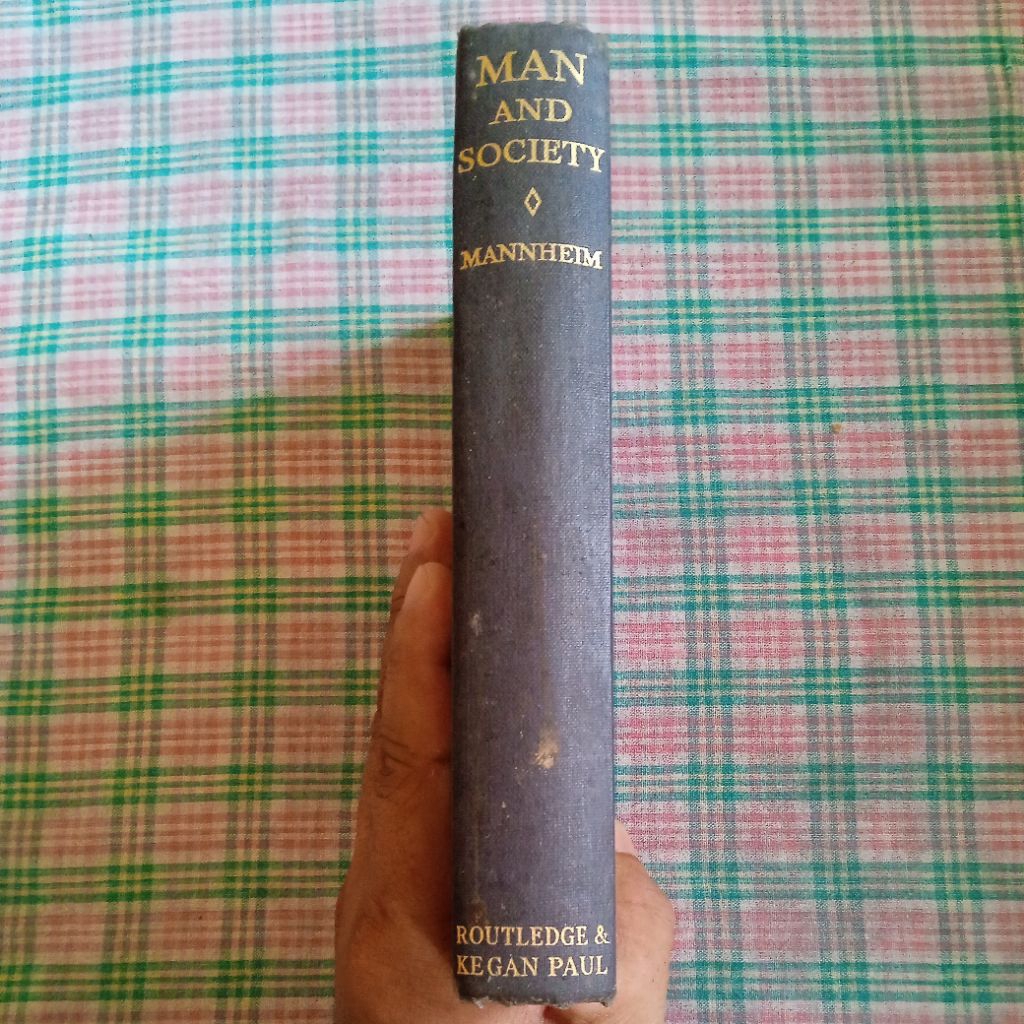 MAN
AND
SOCIETY
MANNHEIM
ROUTLEDGE &
KEGAN PAUL